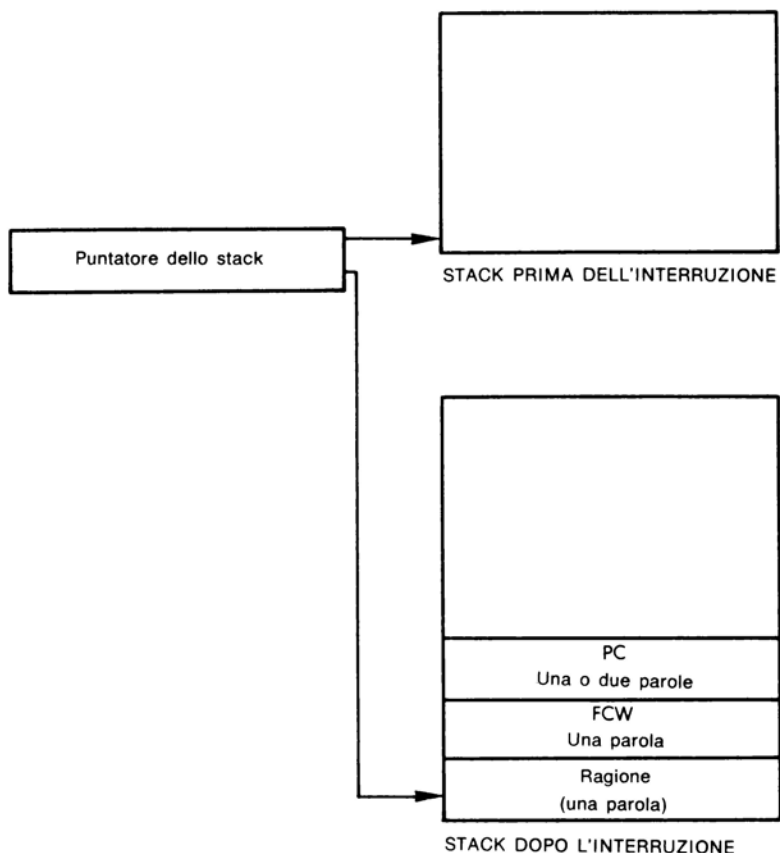 Puntatore dello stack
STACK PRIMA DELL'INTERRUZIONE
PC
Una o due parole
FCW
Una parola
Ragione
(una parola)
STACK DOPO L'INTERRUZIONE